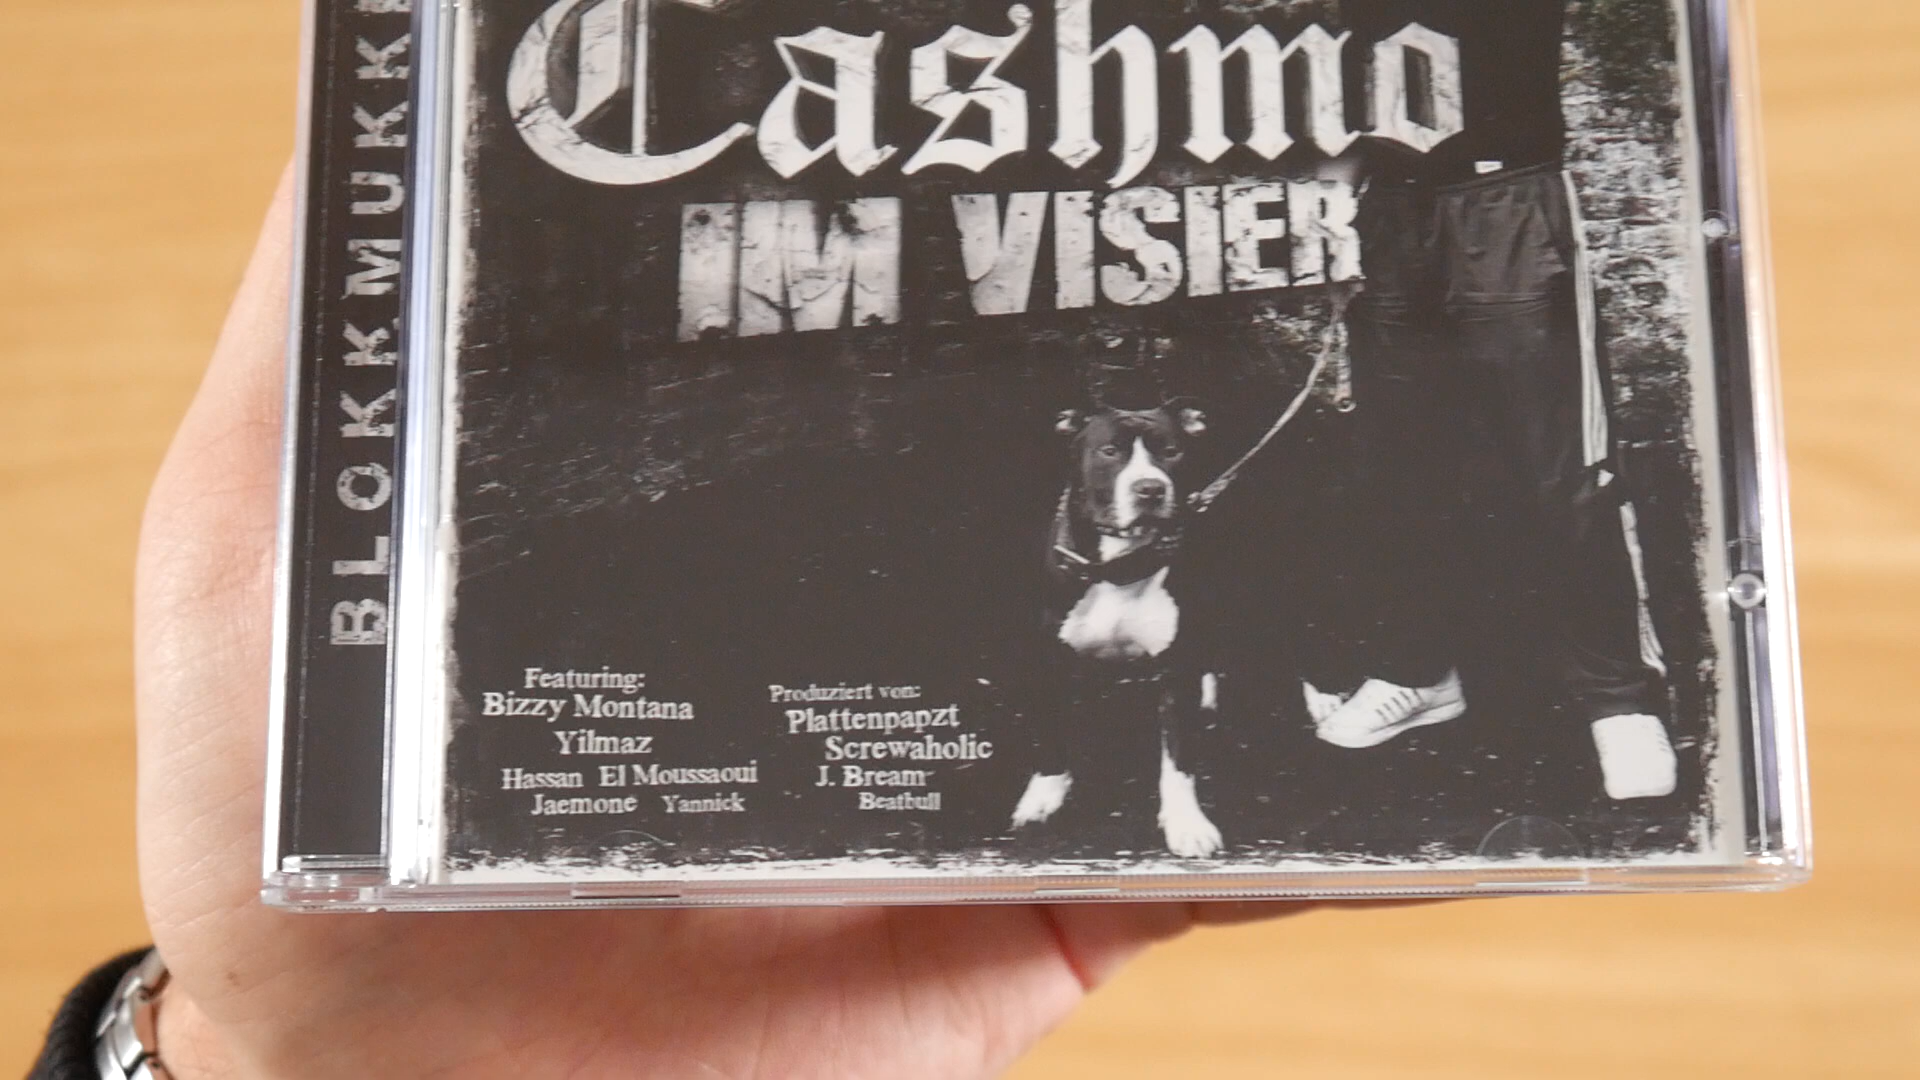 BLOKKMUKKE
Cashmo
IM VISIER
Featuring:
Bizzy Montana
Yilmaz
Hassan El Moussaoui
Jaemone Yannick
Produziert von:
Plattenpapzt
Screwaholic
J. Bream
Beatbull